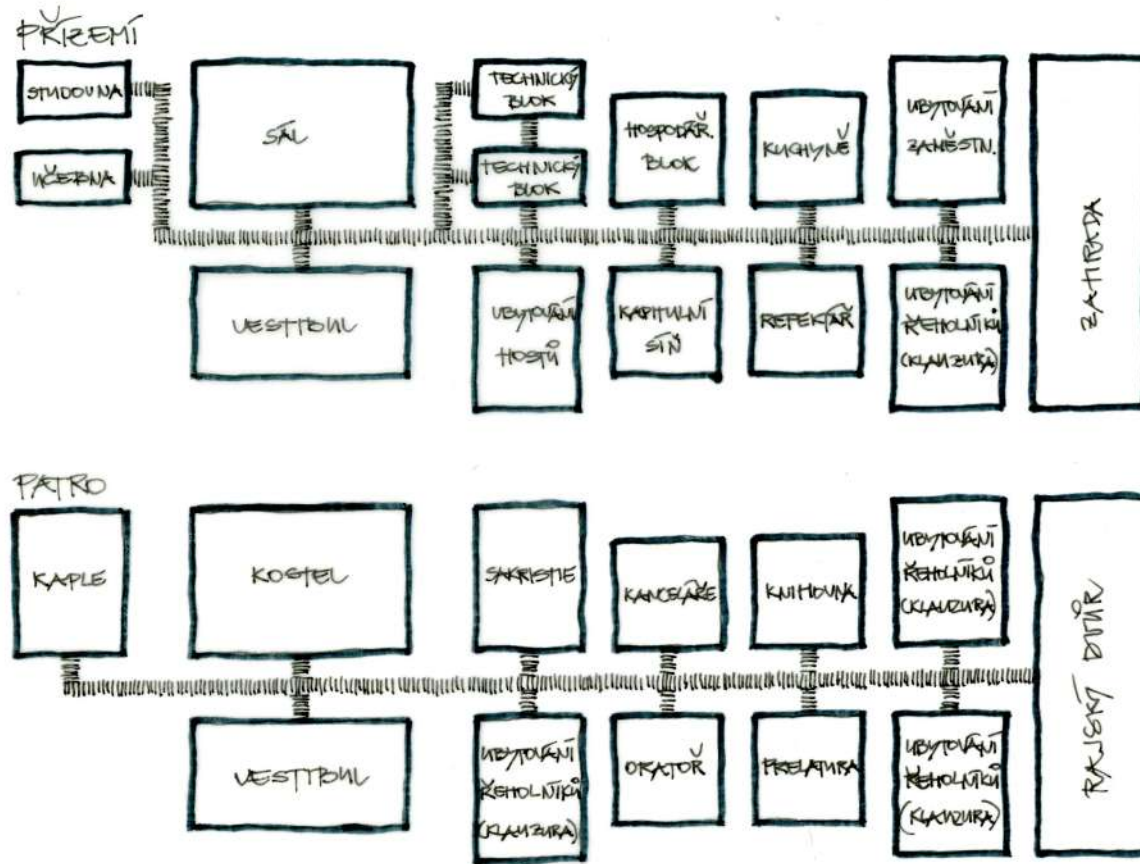 PŘÍZEMÍ
STUDOVNA
UČEBNA
SÁL
VESTIBUL
TECHNICKÝ
BLOK
TECHNICKÝ
BLOK
UBYTOVÁNÍ
HOSTŮ
HOSPODÁŘ.
BLOK
KAPITULNÍ
SÍŇ
KUCHYNĚ
REFEKTÁŘ
UBYTOVÁNÍ
ZAMĚSTN.
UBYTOVÁNÍ
ŘEHOLNÍKŮ
(KLAUZURA)
ZAHRADA
PATRO
KAPLE
KOSTEL
VESTIBUL
SAKRISTIE
UBYTOVÁNÍ
ŘEHOLNÍKŮ
(KLAUZURA)
KANCELÁŘE
ORATOŘ
KNIHOVNA
PRELATURA
UBYTOVÁNÍ
ŘEHOLNÍKŮ
(KLAUZURA)
UBYTOVÁNÍ
ŘEHOLNÍKŮ
(KLAUZURA)
RAJSKÝ DVŮR